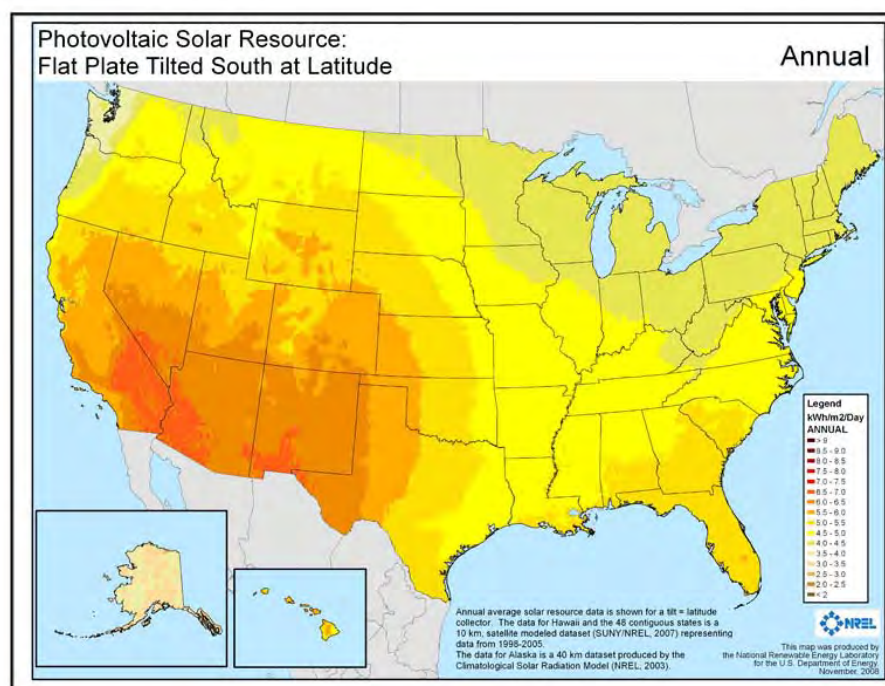 Photovoltaic Solar Resource:
Flat Plate Tilted South at Latitude
Annual
Legend
kWh/m2/Day
ANNUAL
> 9
8.5 - 9.0
8.0 - 8.5
7.5 - 8.0
7.0 - 7.5
6.5 - 7.0
6.0 - 6.5
5.5 - 6.0
5.0 - 5.5
4.5 - 5.0
4.0 - 4.5
3.5 - 4.0
3.0 - 3.5
2.5 - 3.0
2.0 - 2.5
< 2
Annual average solar resource data is shown for a tilt = latitude
collector. The data for Hawaii and the 48 contiguous states is a
10 km, satellite modeled dataset (SUNY/NREL, 2007) representing
data from 1998-2005.
The data for Alaska is a 40 km dataset produced by the
Climatological Solar Radiation Model (NREL, 2003).
NREL
This map was produced by
the National Renewable Energy Laboratory
for the U.S. Department of Energy.
November, 2008